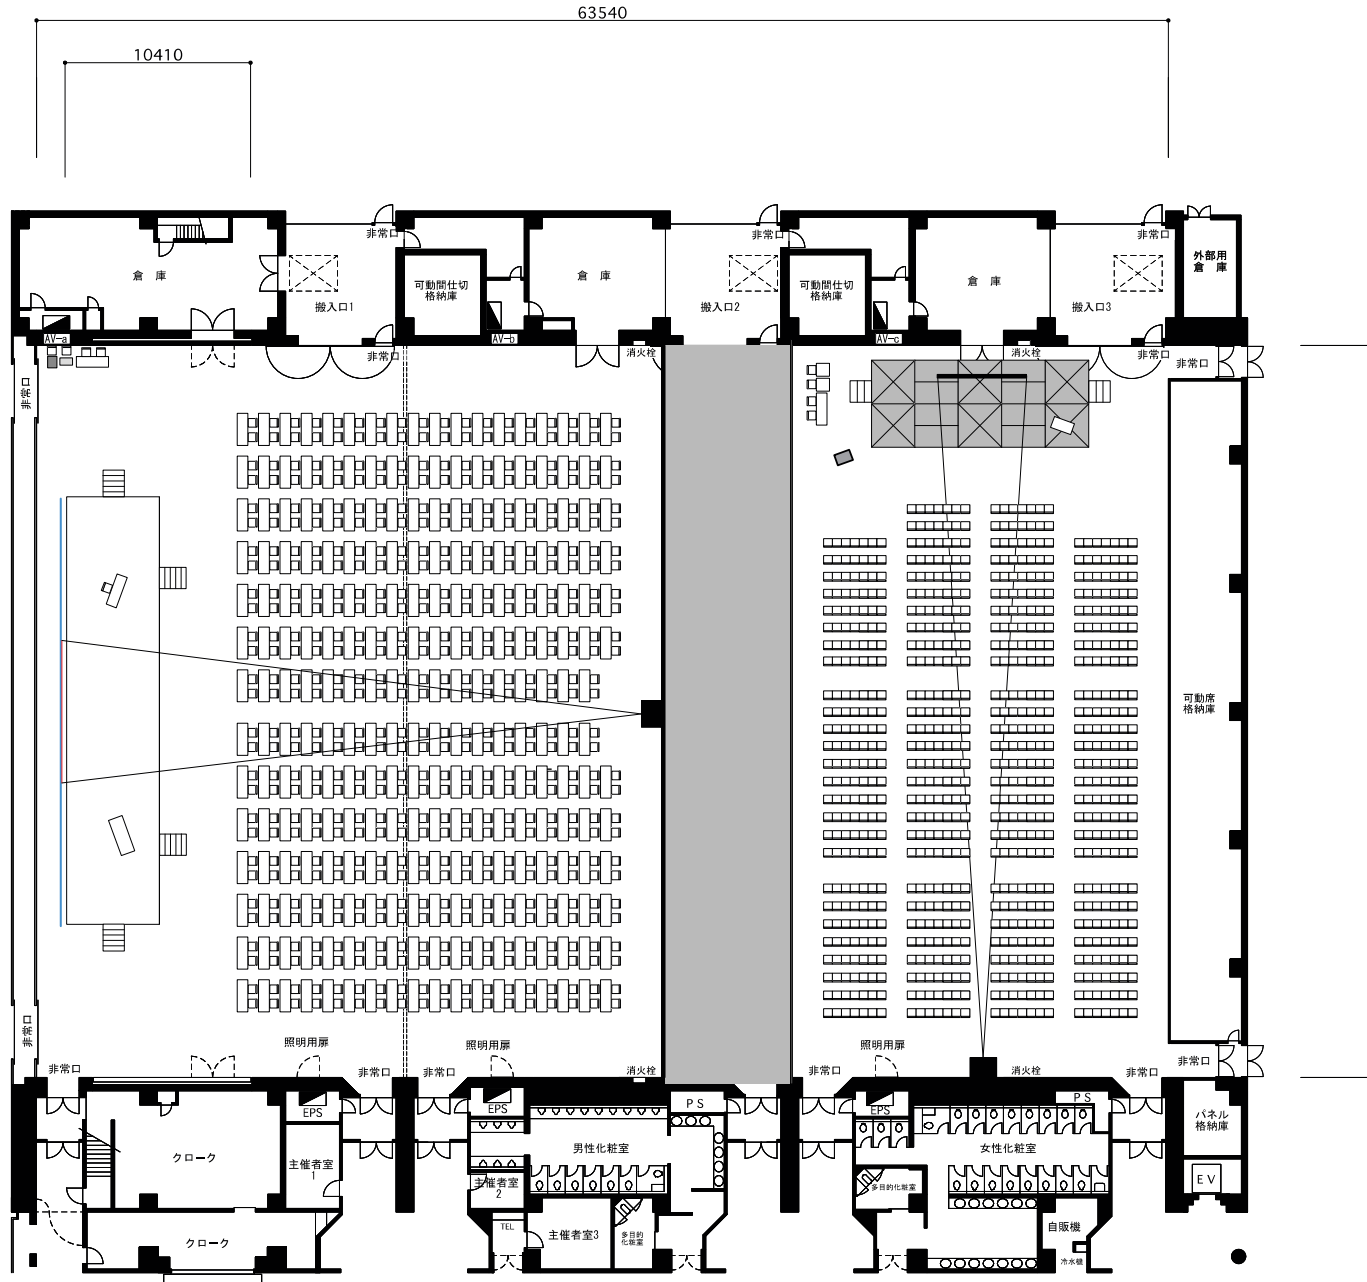 63540
10410
非常口
非常口
非常口
外部用
倉　庫
倉　庫
倉　庫
倉　庫
可動間仕切
格納庫
可動間仕切
格納庫
搬入口1
搬入口2
搬入口3
AV-a
AV-b
AV-c
非常口
消火栓
消火栓
非常口
非常口
非常口
可動席
格納庫
非常口
照明用扉
照明用扉
照明用扉
非常口
非常口
非常口
消火栓
非常口
消火栓
非常口
非常口
EPS
EPS
P S
EPS
P S
パネル
格納庫
クローク
主催者室
1
男性化粧室
女性化粧室
主催者室
2
多目的化粧室
E V
クローク
TEL
主催者室3
多目的
化粧室
自販機
冷水機